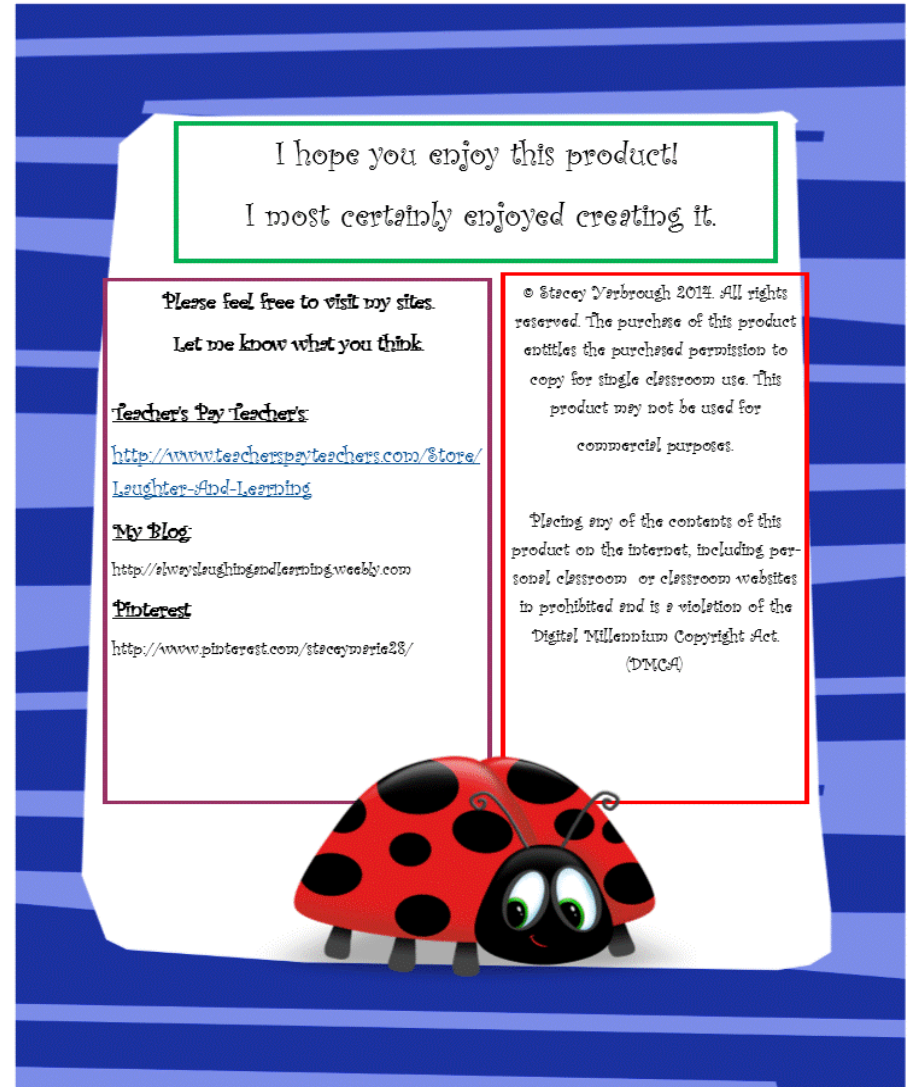 I hope you enjoy this product!
I most certainly enjoyed creating it.
Please feel free to visit my sites.
Let me know what you think.
Teacher's Pay Teacher's:
http://www.teacherspayteachers.com/Store/
Laughter-And-Learning
My Blog:
http://alwayslaughingandlearning.weebly.com
Pinterest
http://www.pinterest.com/staceymarie28/
© Stacey Yarbrough 2014. All rights
reserved. The purchase of this product
entitles the purchased permission to
copy for single classroom use. This
product may not be used for
commercial purposes.
Placing any of the contents of this
product on the internet, including per-
sonal classroom or classroom websites
in prohibited and is a violation of the
Digital Millennium Copyright Act.
(DMCA)